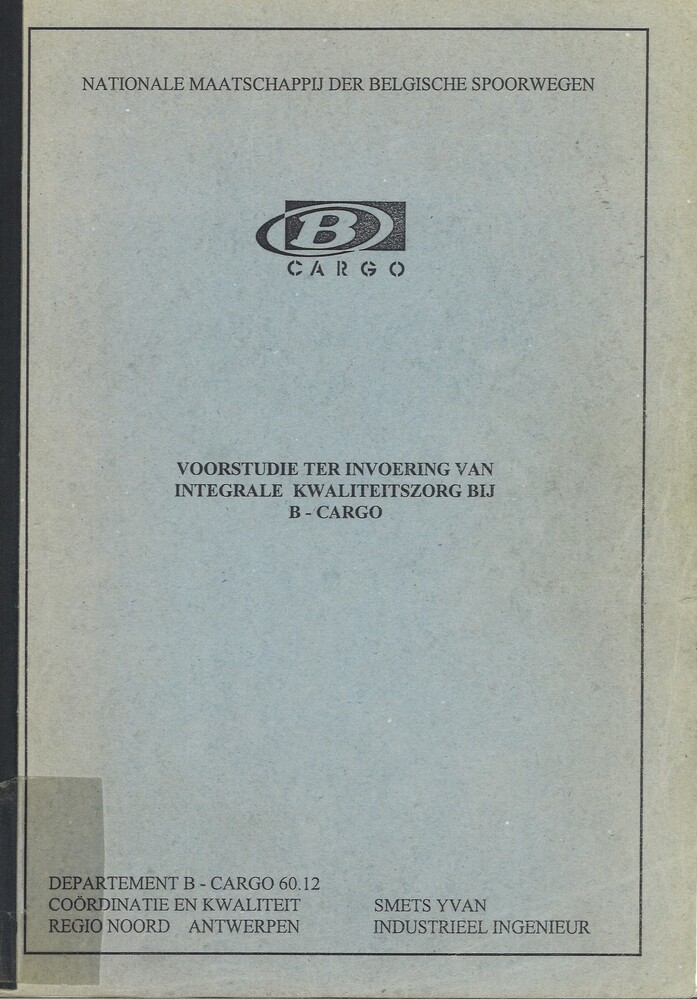 NATIONALE MAATSCHAPPIJ DER BELGISCHE SPOORWEGEN
B
CARGO
VOORSTUDIE TER INVOERING VAN
INTEGRALE KWALITEITSZORG BIJ
B - CARGO
DEPARTEMENT B - CARGO 60.12
COÖRDINATIE EN KWALITEIT SMETS YVAN
REGIO NOORD ANTWERPEN INDUSTRIEEL INGENIEUR